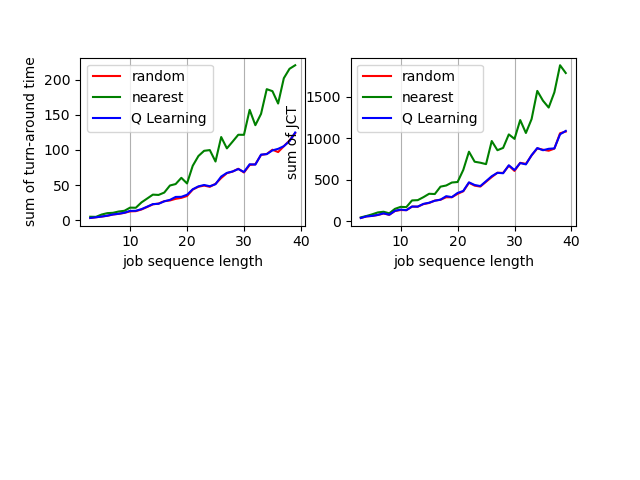 sum of turn-around time
200
150
100
50
0
10
20
30
40
job sequence length
random
nearest
Q Learning
sum of JCT
1500
1000
500
0
10
20
30
40
job sequence length
random
nearest
Q Learning